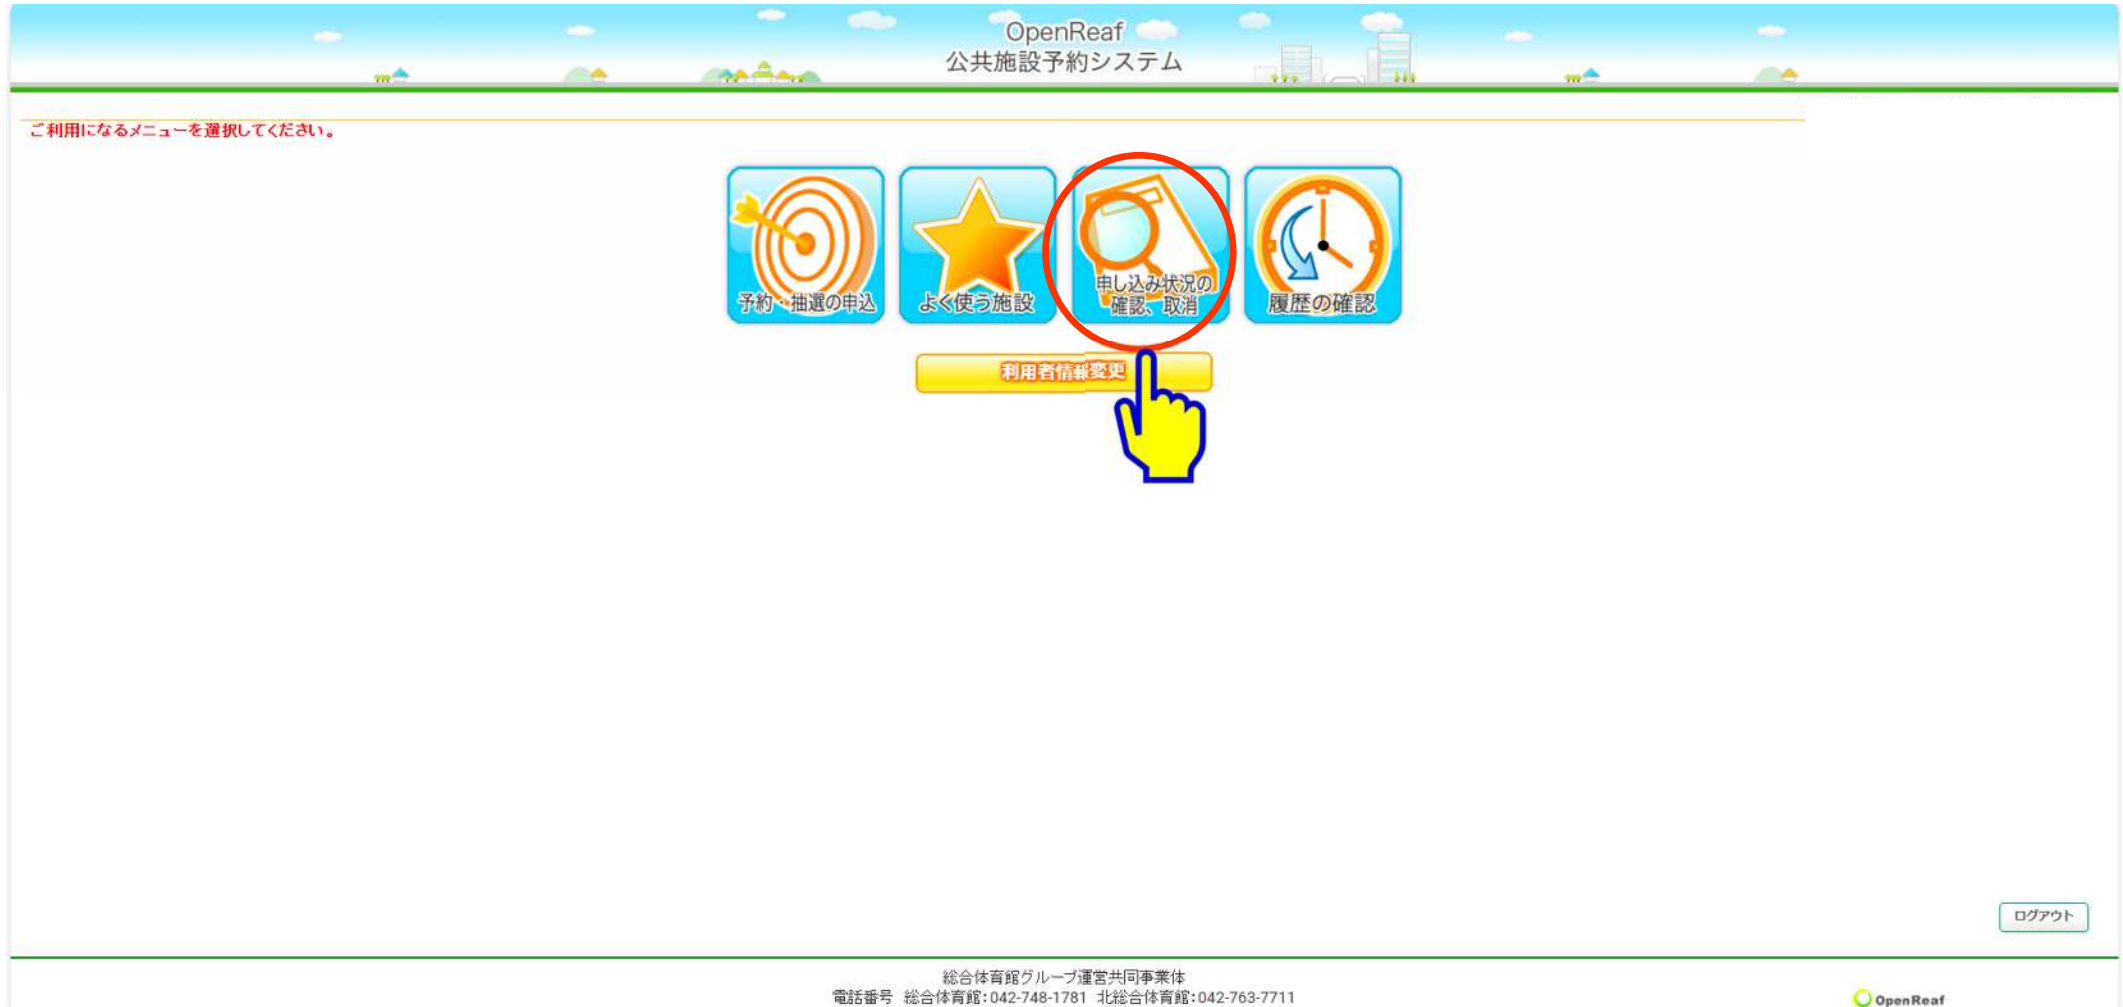 OpenReaf
公共施設予約システム
ご利用になるメニューを選択してください。
予約・抽選の申込
よく使う施設
申し込み状況の
確認、取消
履歴の確認
利用者情報変更
ログアウト
総合体育館グループ運営共同事業体
電話番号 総合体育館：042-748-1781 北総合体育館：042-763-7711
OpenReaf